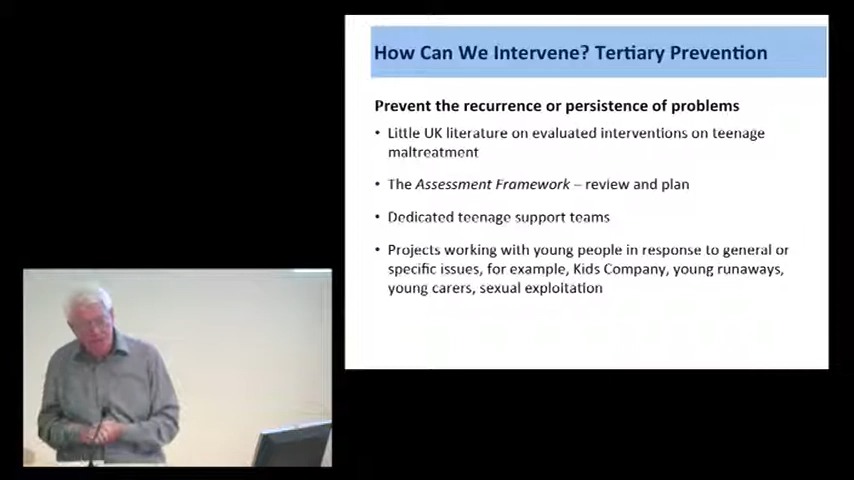 How Can We Intervene? Tertiary Prevention
Prevent the recurrence or persistence of problems
• Little UK literature on evaluated interventions on teenage
maltreatment
• The Assessment Framework – review and plan
• Dedicated teenage support teams
• Projects working with young people in response to general or
specific issues, for example, Kids Company, young runaways,
young carers, sexual exploitation